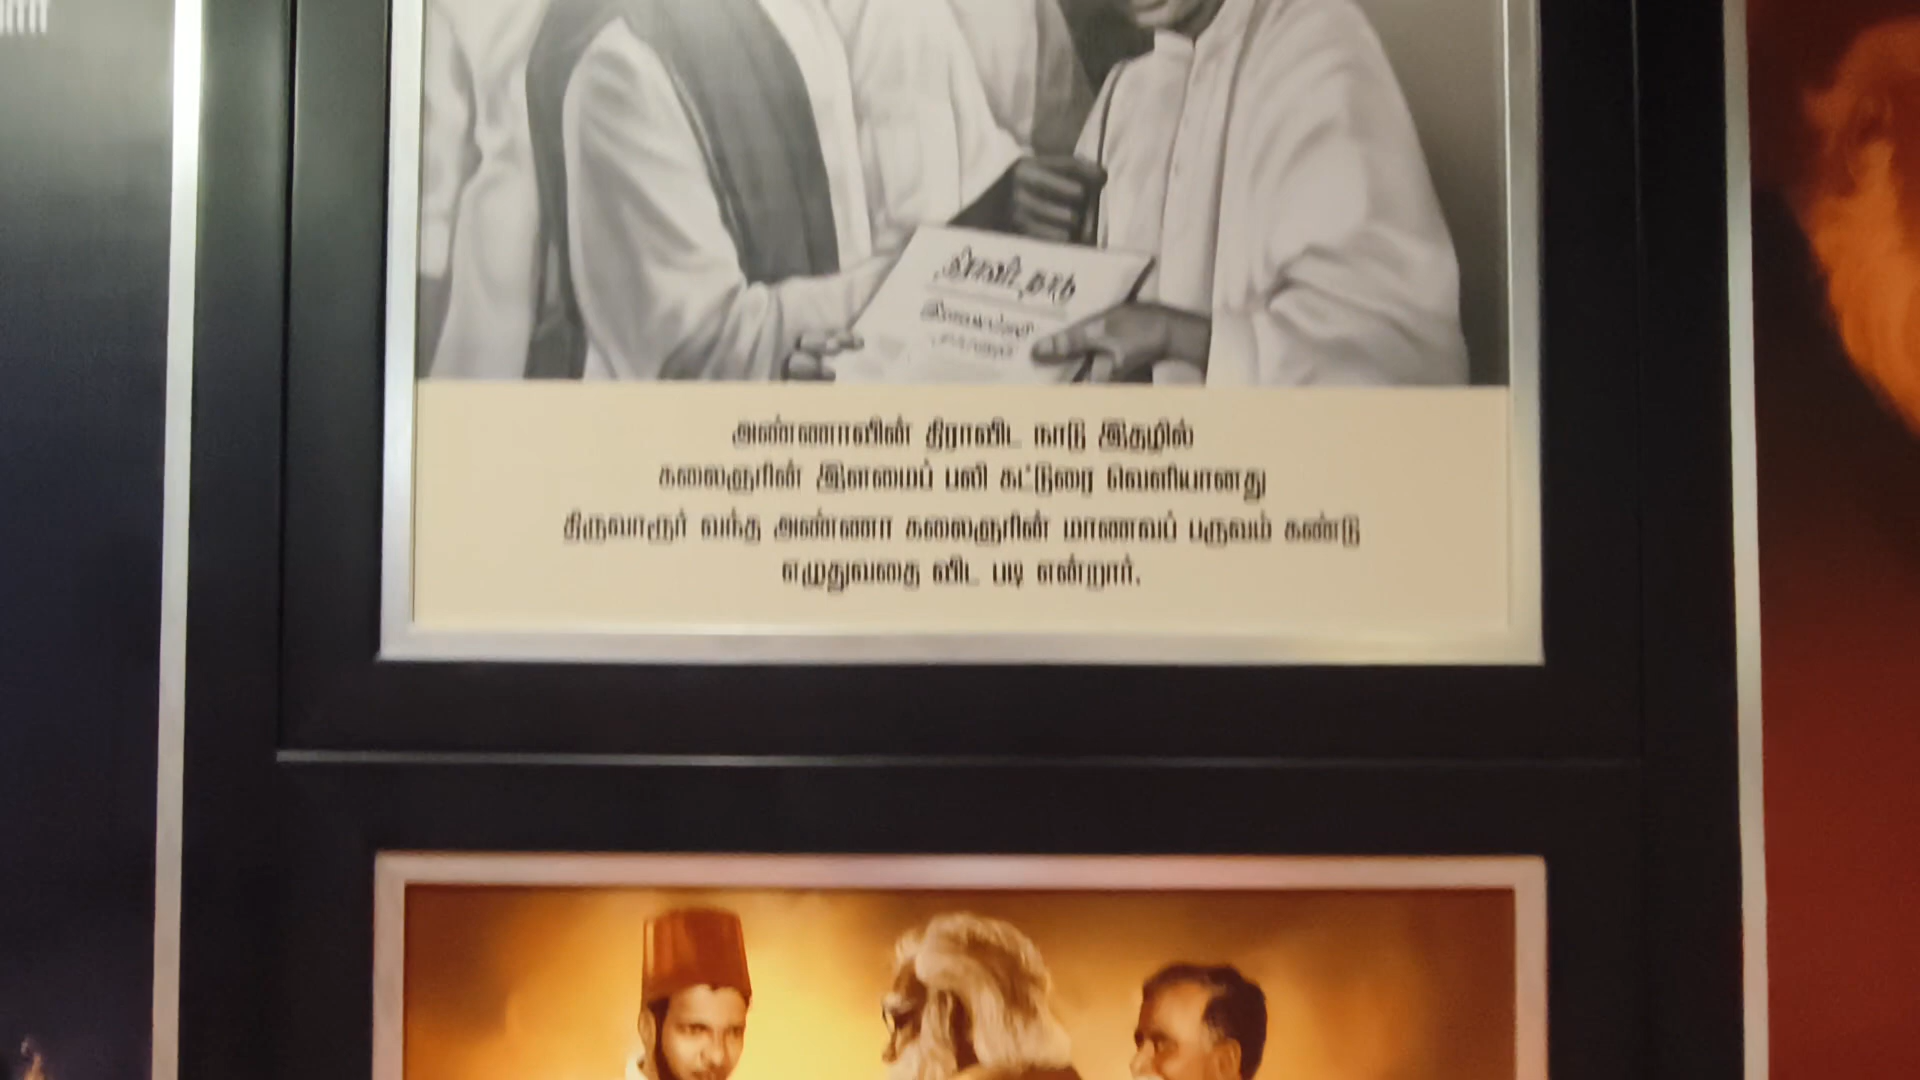 திராவிட நாடு
அண்ணாவின் திராவிட நாடு இதழில்
கலைஞரின் இளமைப் பலி கட்டுரை வெளியானது
திருவாரூர் வந்த அண்ணா கலைஞரின் மாணவப் பருவம் கண்டு
எழுதுவதை விட படி என்றார்.